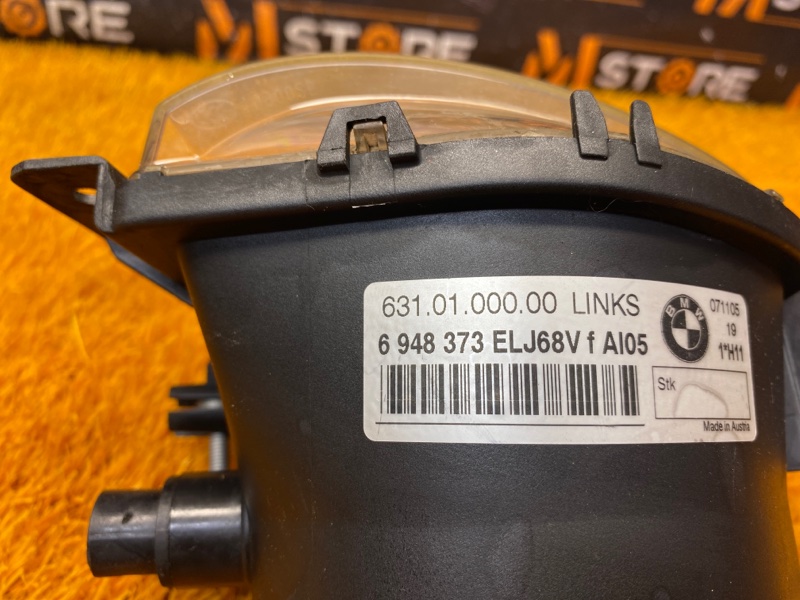 STORE
M STORE
M STORE
631.01.000.00 LINKS
6 948 373 ELJ68V f AI05
BMW
071105
19
1*H11
Stk
Made in Austria